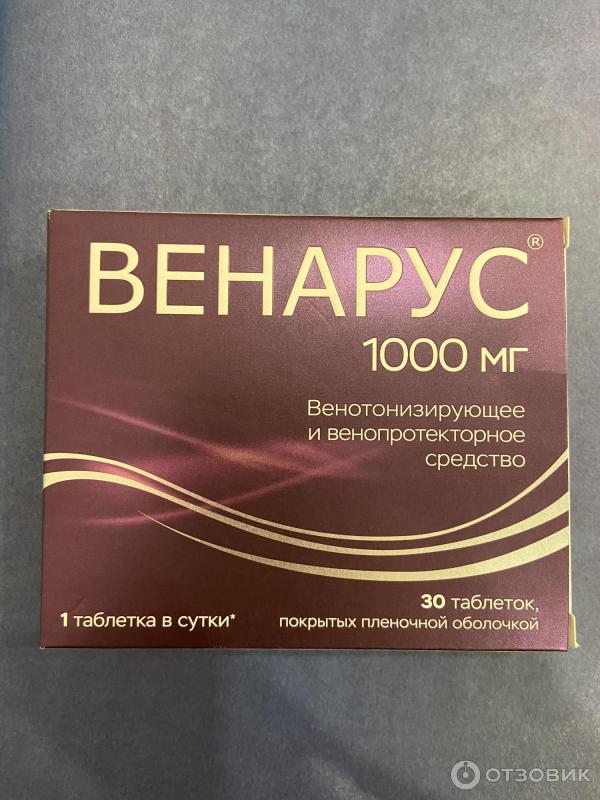 ВЕНАРУС®
1000 мг
Венотонизирующее
и венопротекторное
средство
30 таблеток,
1 таблетка в сутки*
покрытых пленочной оболочкой
ОТЗОВИК